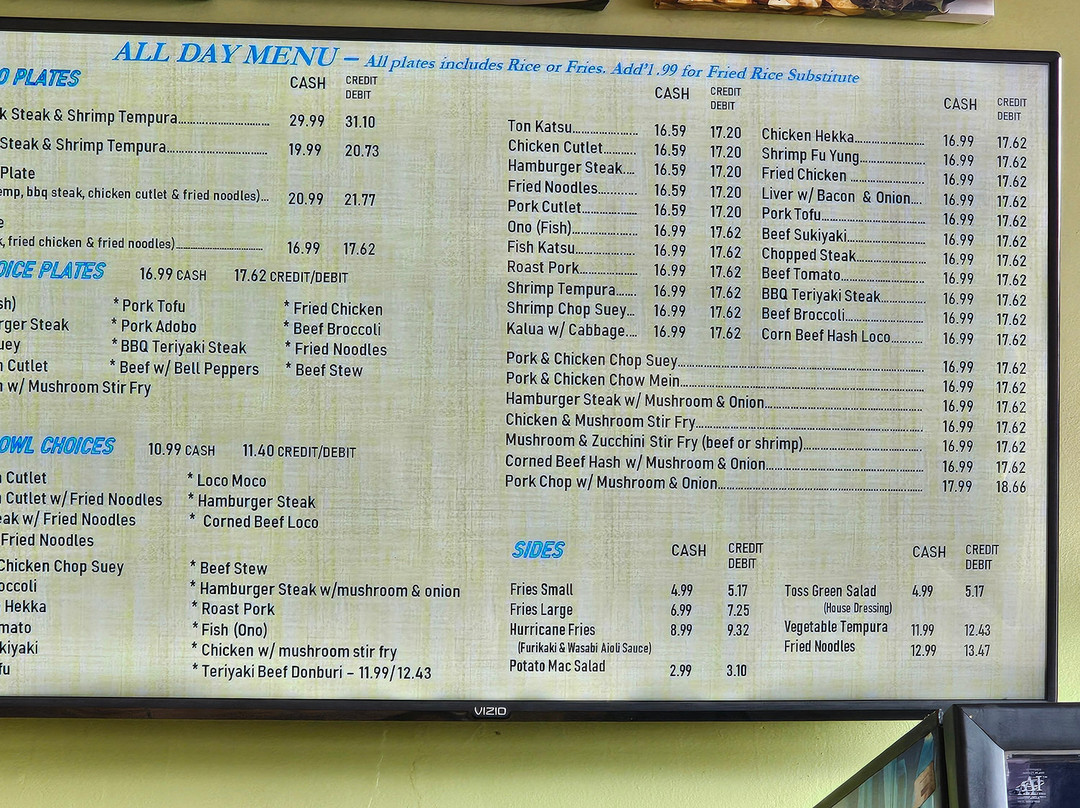 ALL DAY MENU – All plates includes Rice or Fries. Add'l .99 for Fried Rice Substitute
PLATES
CASH CREDIT DEBIT
Steak & Shrimp Tempura 29.99 31.10
Steak & Shrimp Tempura 19.99 20.73
Plate
bbq steak, chicken cutlet & fried noodles) 20.99 21.77
fried chicken & fried noodles) 16.99 17.62
PLATES 16.99 CASH 17.62 CREDIT/DEBIT
* Pork Tofu * Fried Chicken
Steak * Pork Adobo * Beef Broccoli
* BBQ Teriyaki Steak * Fried Noodles
Cutlet * Beef w/ Bell Peppers * Beef Stew
w/ Mushroom Stir Fry
CHOICES 10.99 CASH 11.40 CREDIT/DEBIT
Cutlet * Loco Moco
Cutlet w/ Fried Noodles * Hamburger Steak
w/ Fried Noodles * Corned Beef Loco
Fried Noodles
Chicken Chop Suey * Beef Stew
* Hamburger Steak w/mushroom & onion
Hekka * Roast Pork
* Fish (Ono)
* Chicken w/ mushroom stir fry
* Teriyaki Beef Donburi – 11.99/12.43
CASH CREDIT DEBIT
Ton Katsu 16.59 17.20
Chicken Cutlet 16.59 17.20
Hamburger Steak 16.59 17.20
Fried Noodles 16.59 17.20
Pork Cutlet 16.59 17.20
Ono (Fish) 16.99 17.62
Fish Katsu 16.99 17.62
Roast Pork 16.99 17.62
Shrimp Tempura 16.99 17.62
Shrimp Chop Suey 16.99 17.62
Kalua w/ Cabbage 16.99 17.62
CASH CREDIT DEBIT
Chicken Hekka 16.99 17.62
Shrimp Fu Yung 16.99 17.62
Fried Chicken 16.99 17.62
Liver w/ Bacon & Onion 16.99 17.62
Pork Tofu 16.99 17.62
Beef Sukiyaki 16.99 17.62
Chopped Steak 16.99 17.62
Beef Tomato 16.99 17.62
BBQ Teriyaki Steak 16.99 17.62
Beef Broccoli 16.99 17.62
Corn Beef Hash Loco 16.99 17.62
Pork & Chicken Chop Suey 16.99 17.62
Pork & Chicken Chow Mein 16.99 17.62
Hamburger Steak w/ Mushroom & Onion 16.99 17.62
Chicken & Mushroom Stir Fry 16.99 17.62
Mushroom & Zucchini Stir Fry (beef or shrimp) 16.99 17.62
Corned Beef Hash w/ Mushroom & Onion 16.99 17.62
Pork Chop w/ Mushroom & Onion 17.99 18.66
SIDES
CASH CREDIT DEBIT
Fries Small 4.99 5.17
Fries Large 6.99 7.25
Hurricane Fries 8.99 9.32
(Furikaki & Wasabi Aioli Sauce)
Potato Mac Salad 2.99 3.10
CASH CREDIT DEBIT
Toss Green Salad 4.99 5.17
(House Dressing)
Vegetable Tempura 11.99 12.43
Fried Noodles 12.99 13.47
VIZIO